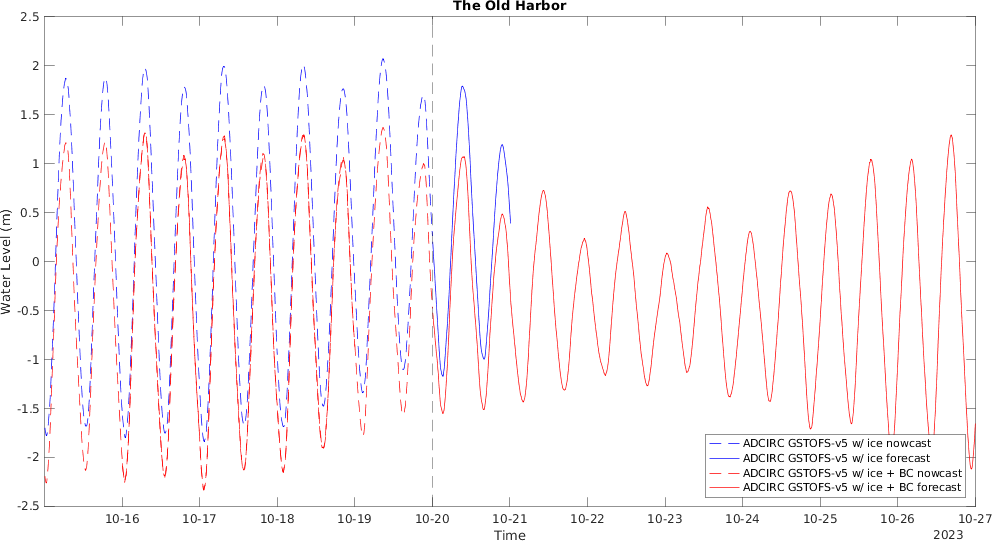 The Old Harbor
Water Level (m)
2.5
2
1.5
1
0.5
0
-0.5
-1
-1.5
-2
-2.5
ADCIRC GSTOFS-v5 w/ ice nowcast
ADCIRC GSTOFS-v5 w/ ice forecast
ADCIRC GSTOFS-v5 w/ ice + BC nowcast
ADCIRC GSTOFS-v5 w/ ice + BC forecast
10-16 10-17 10-18 10-19 10-20 10-21 10-22 10-23 10-24 10-25 10-26 10-27
Time
2023